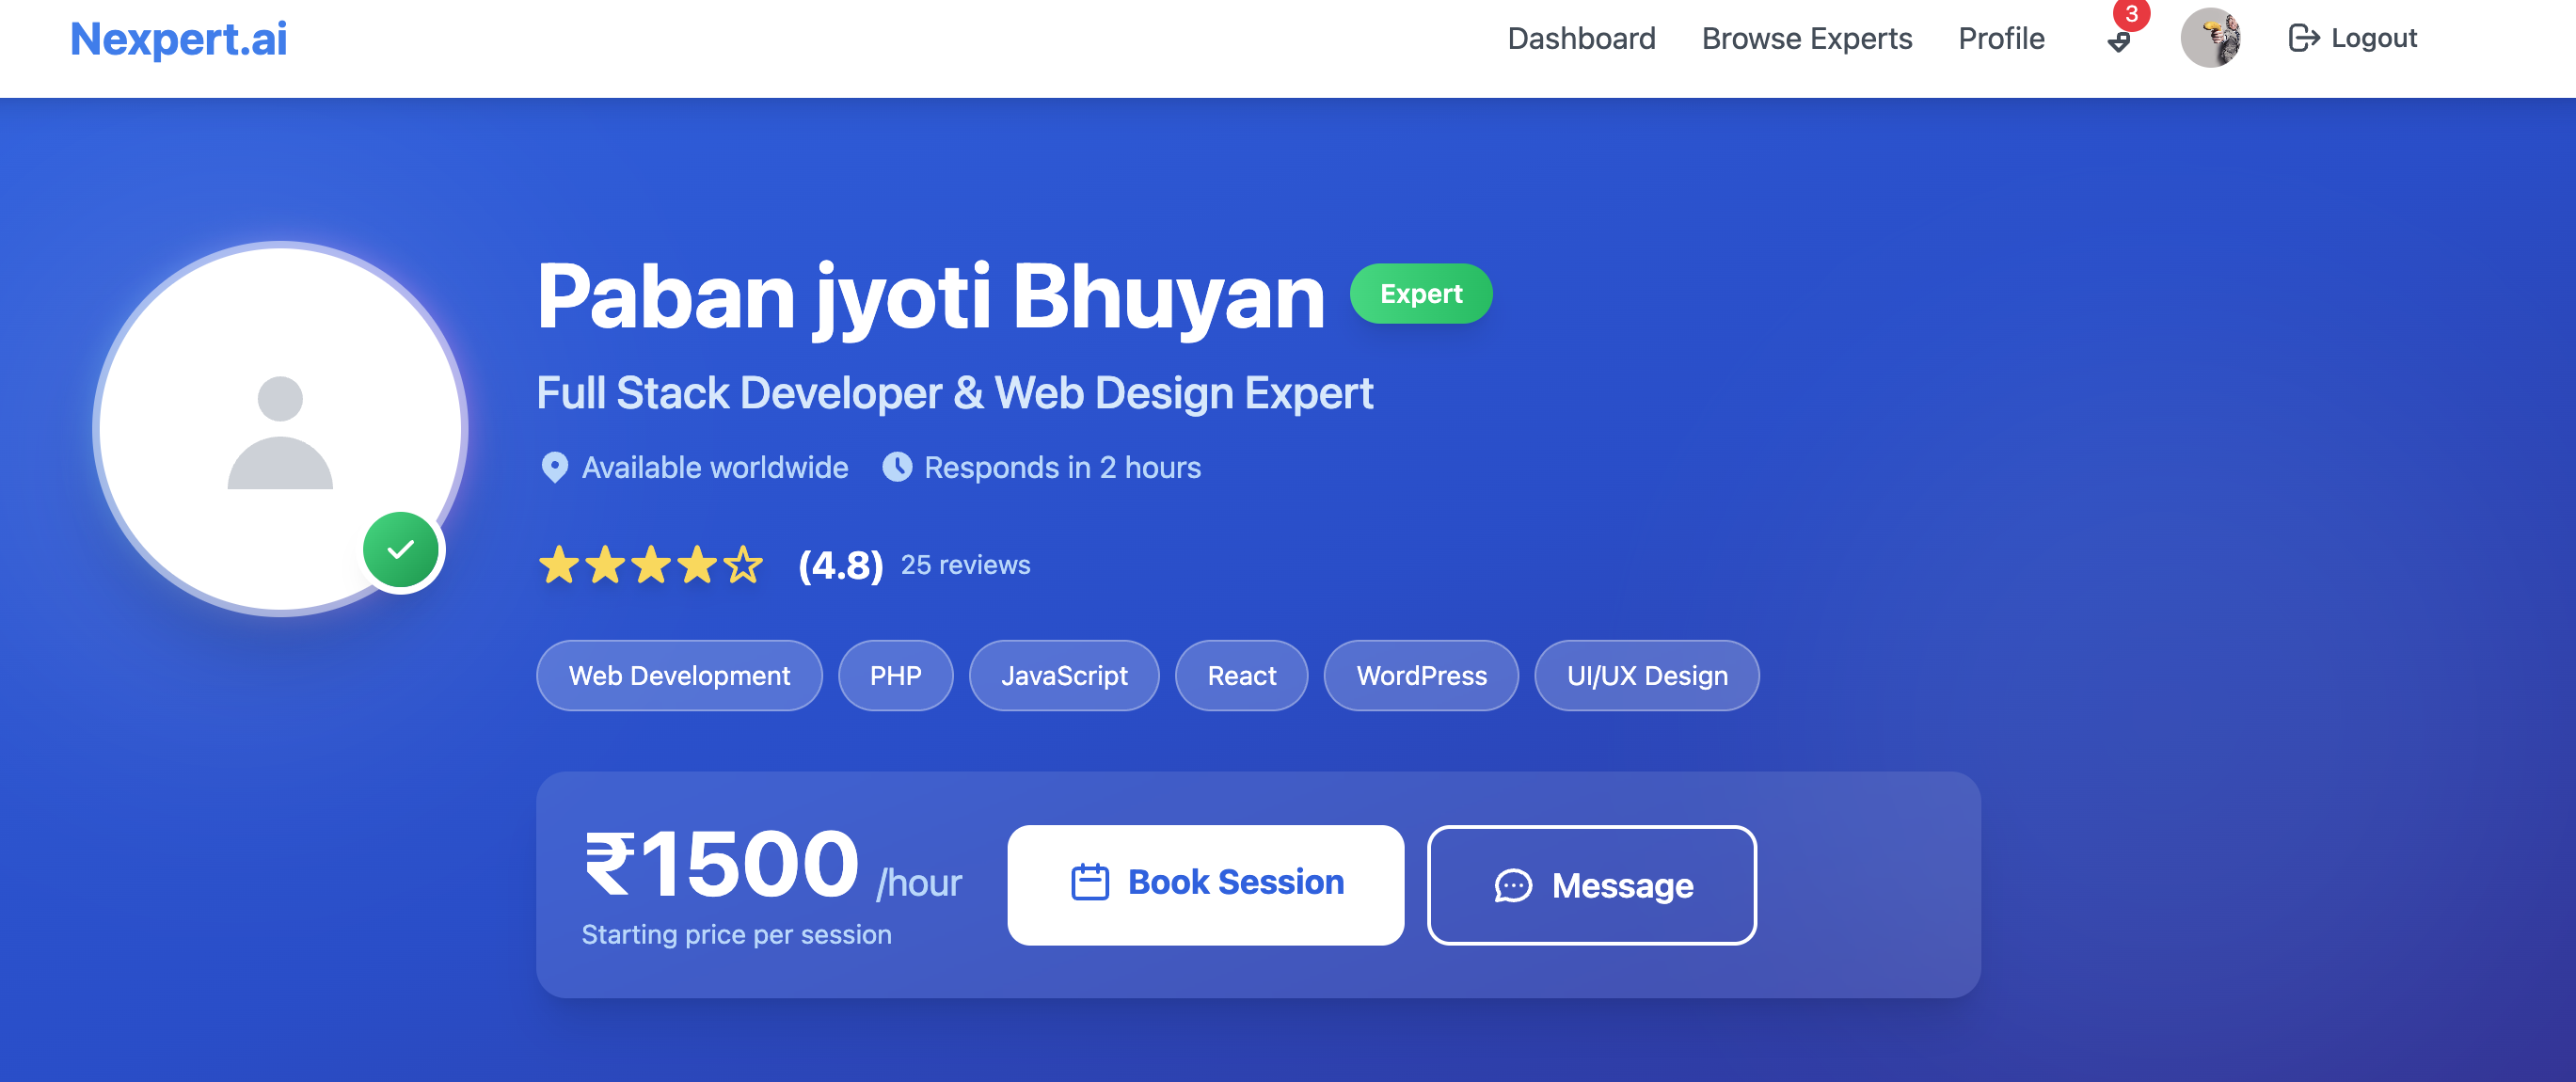 Nexpert.ai
Dashboard Browse Experts Profile 3 Logout
Paban jyoti Bhuyan Expert
Full Stack Developer & Web Design Expert
Available worldwide Responds in 2 hours
(4.8) 25 reviews
Web Development PHP JavaScript React WordPress UI/UX Design
₹1500 /hour Book Session Message
Starting price per session